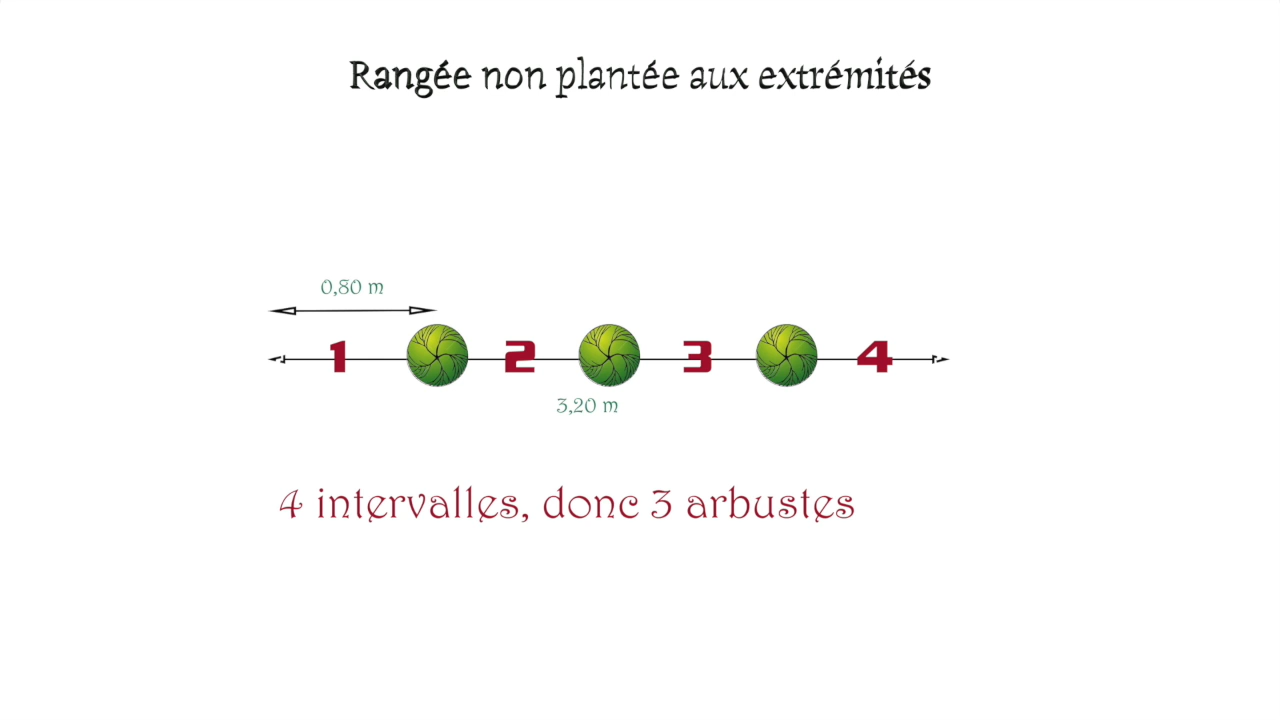 Rangée non plantée aux extrémités
0,80 m
1 2 3 4
3,20 m
4 intervalles, donc 3 arbustes